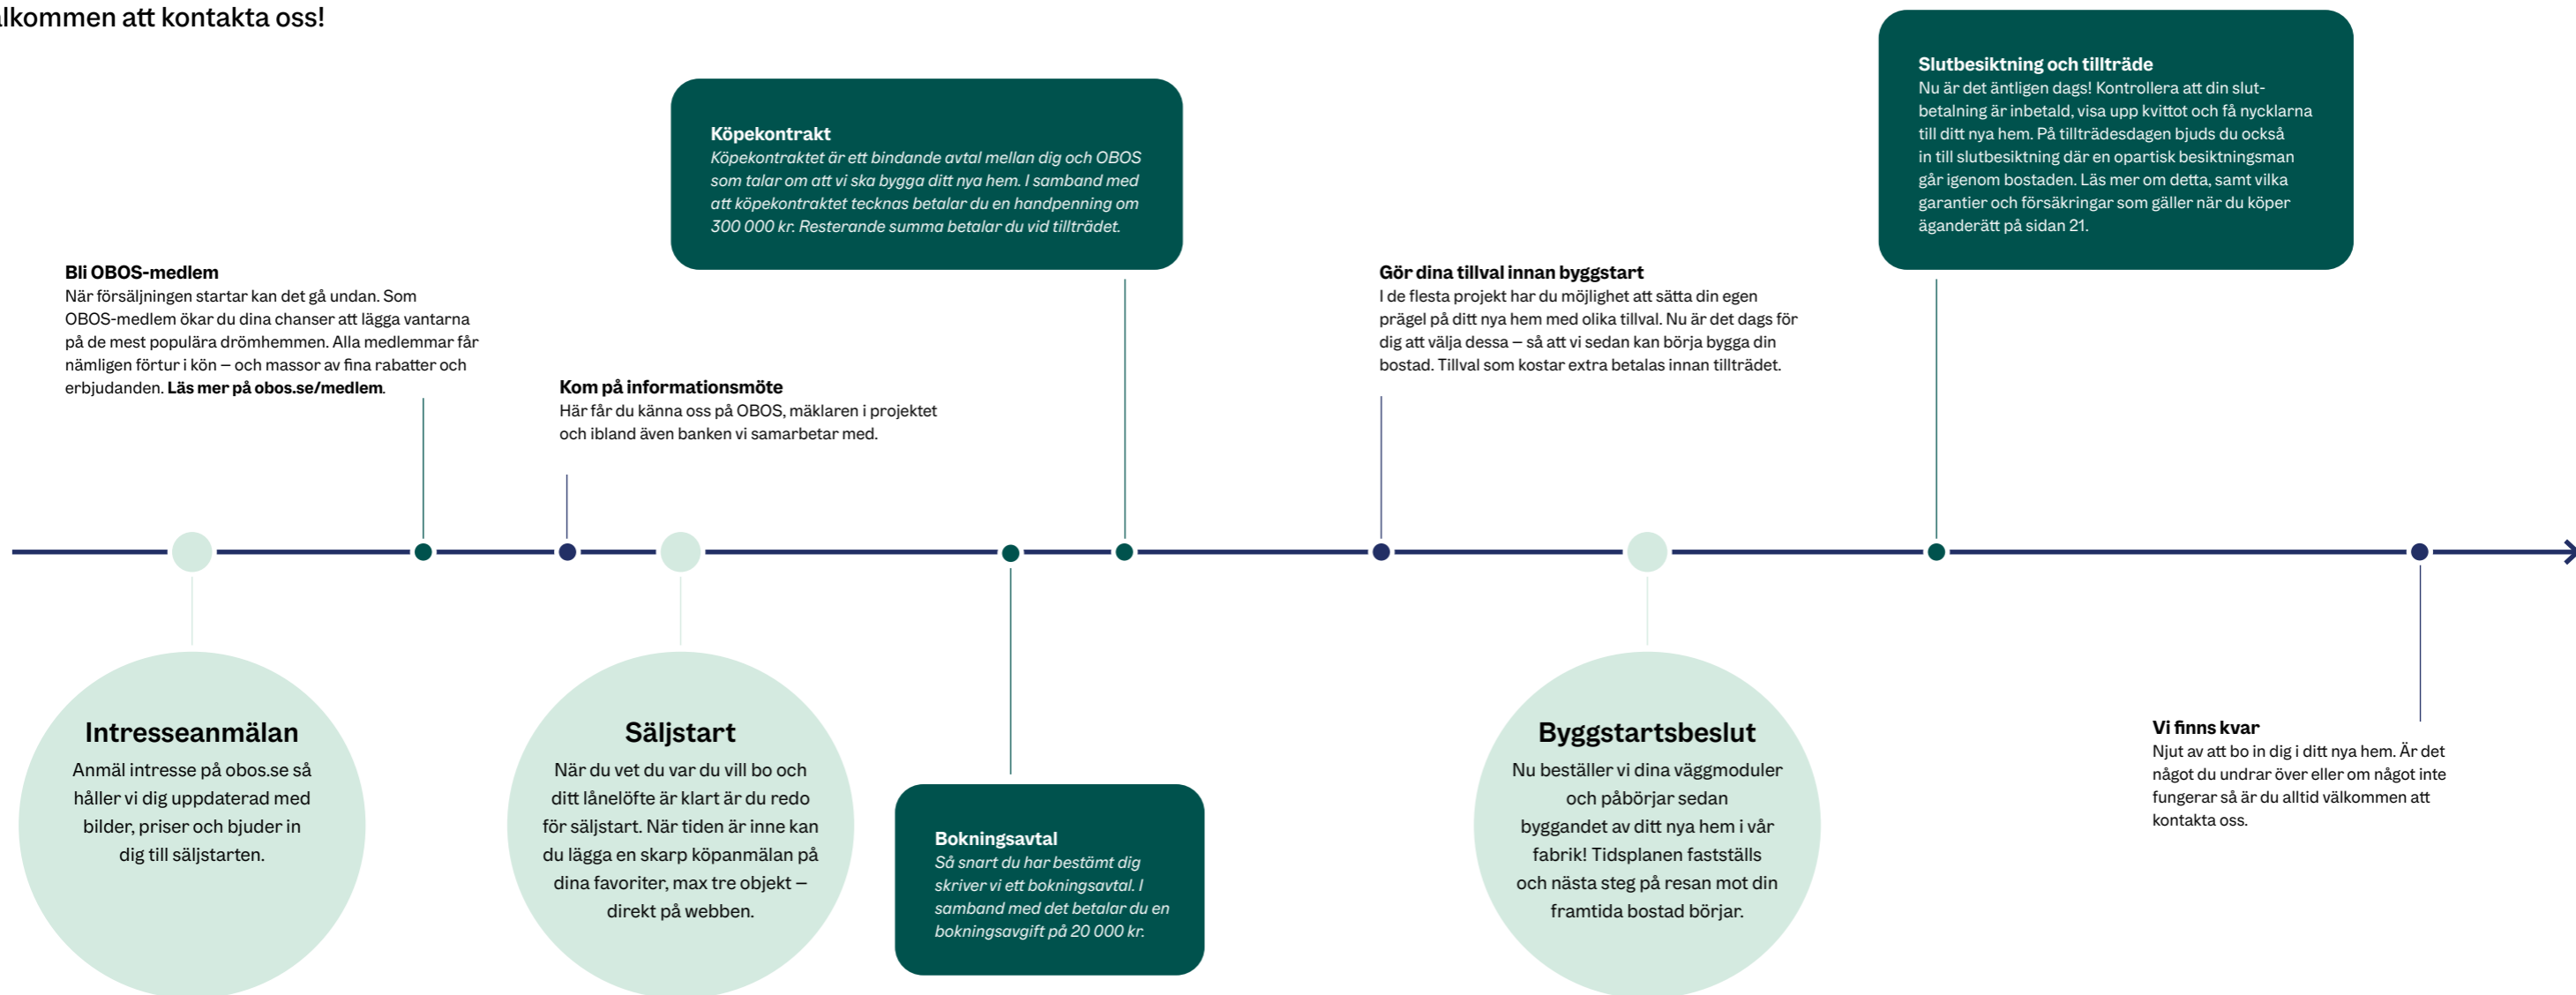 lkommen att kontakta oss!
Bli OBOS-medlem
När försäljningen startar kan det gå undan. Som
OBOS-medlem ökar du dina chanser att lägga vantarna
på de mest populära drömhemmen. Alla medlemmar får
nämligen förtur i kön – och massor av fina rabatter och
erbjudanden. Läs mer på obos.se/medlem.
Kom på informationsmöte
Här får du känna oss på OBOS, mäklaren i projektet
och ibland även banken vi samarbetar med.
Köpekontrakt
Köpekontraktet är ett bindande avtal mellan dig och OBOS
som talar om att vi ska bygga ditt nya hem. I samband med
att köpekontraktet tecknas betalar du en handpenning om
300 000 kr. Resterande summa betalar du vid tillträdet.
Gör dina tillval innan byggstart
I de flesta projekt har du möjlighet att sätta din egen
prägel på ditt nya hem med olika tillval. Nu är det dags för
dig att välja dessa – så att vi sedan kan börja bygga din
bostad. Tillval som kostar extra betalas innan tillträdet.
Slutbesiktning och tillträde
Nu är det äntligen dags! Kontrollera att din slut-
betalning är inbetald, visa upp kvittot och få nycklarna
till ditt nya hem. På tillträdesdagen bjuds du också
in till slutbesiktning där en opartisk besiktningsman
går igenom bostaden. Läs mer om detta, samt vilka
garantier och försäkringar som gäller när du köper
äganderätt på sidan 21.
Intresseanmälan
Anmäl intresse på obos.se så
håller vi dig uppdaterad med
bilder, priser och bjuder in
dig till säljstarten.
Säljstart
När du vet du var du vill bo och
ditt lånelöfte är klart är du redo
för säljstart. När tiden är inne kan
du lägga en skarp köpanmälan på
dina favoriter, max tre objekt –
direkt på webben.
Bokningsavtal
Så snart du har bestämt dig
skriver vi ett bokningsavtal. I
samband med det betalar du en
bokningsavgift på 20 000 kr.
Byggstartsbeslut
Nu beställer vi dina väggmoduler
och påbörjar sedan
byggandet av ditt nya hem i vår
fabrik! Tidsplanen fastställs
och nästa steg på resan mot din
framtida bostad börjar.
Vi finns kvar
Njut av att bo in dig i ditt nya hem. Är det
något du undrar över eller om något inte
fungerar så är du alltid välkommen att
kontakta oss.